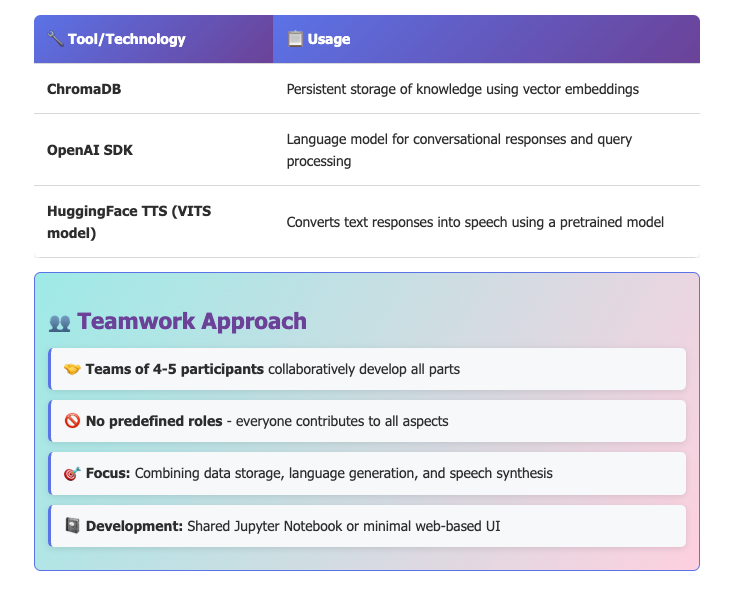 🔧 Tool/Technology 📋 Usage
ChromaDB Persistent storage of knowledge using vector embeddings
OpenAI SDK Language model for conversational responses and query
processing
HuggingFace TTS (VITS
model) Converts text responses into speech using a pretrained model
👥 Teamwork Approach
🤝 Teams of 4-5 participants collaboratively develop all parts
🚫 No predefined roles - everyone contributes to all aspects
🎯 Focus: Combining data storage, language generation, and speech synthesis
📓 Development: Shared Jupyter Notebook or minimal web-based UI